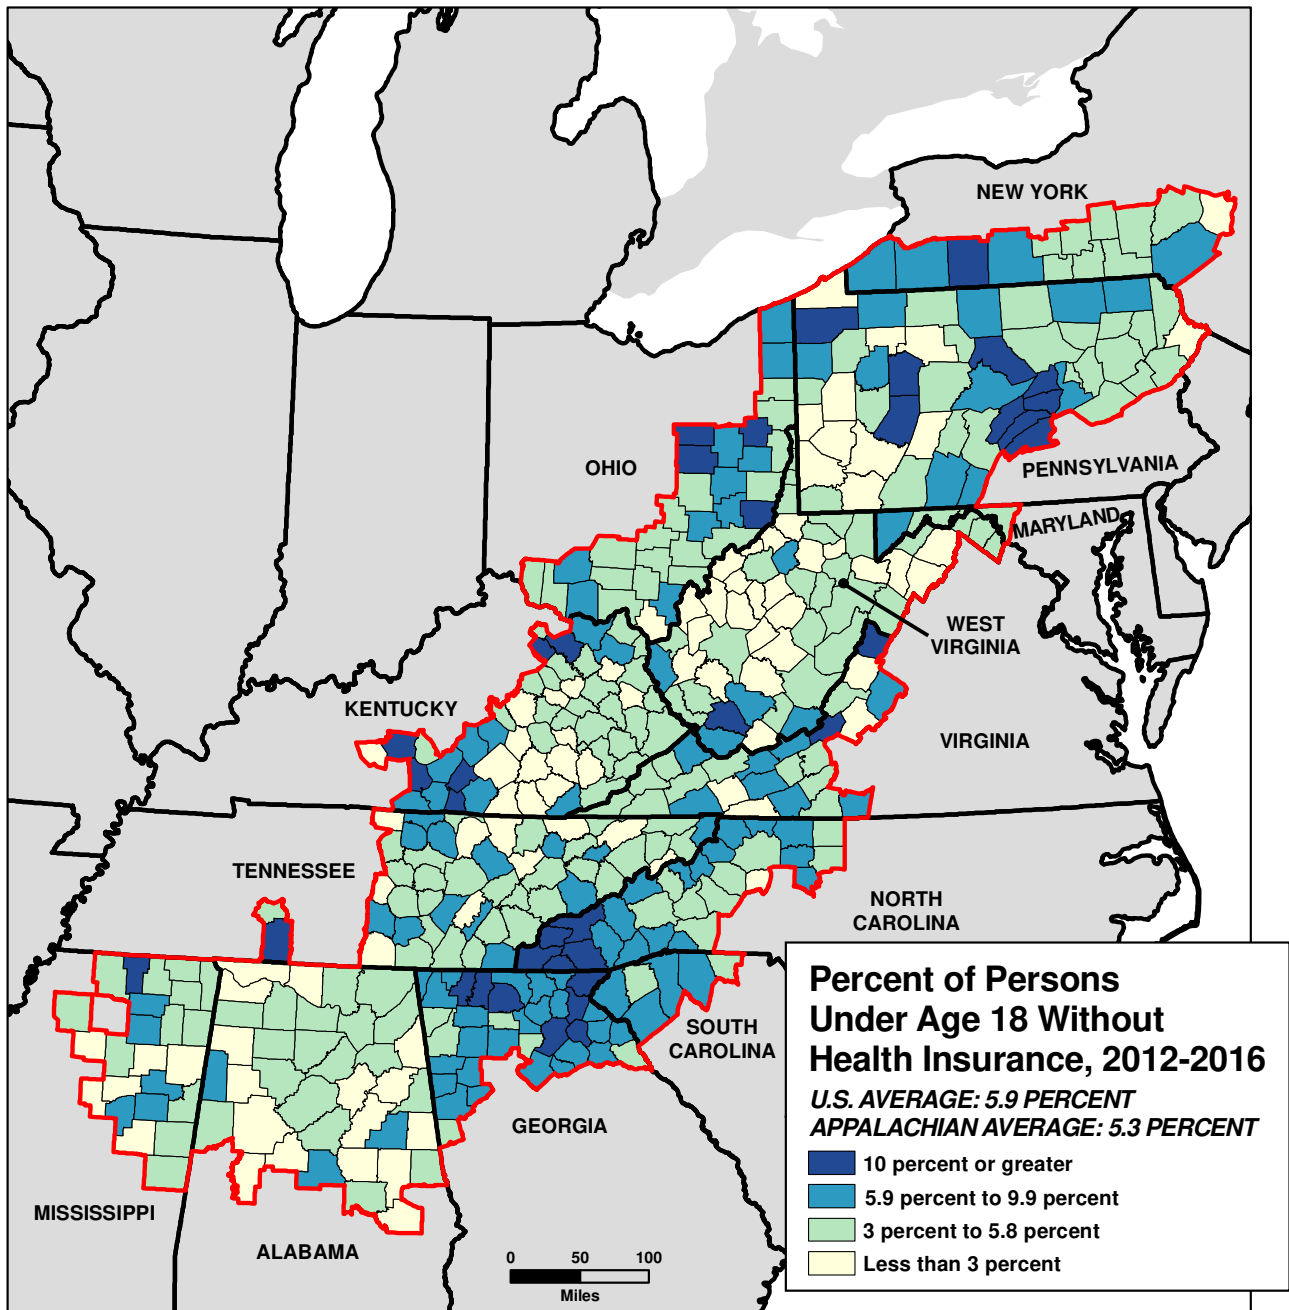 NEW YORK
OHIO
PENNSYLVANIA
MARYLAND
WEST
VIRGINIA
KENTUCKY
VIRGINIA
TENNESSEE
NORTH
CAROLINA
SOUTH
CAROLINA
GEORGIA
MISSISSIPPI
ALABAMA
0 50 100
Miles
Percent of Persons
Under Age 18 Without
Health Insurance, 2012-2016
U.S. AVERAGE: 5.9 PERCENT
APPALACHIAN AVERAGE: 5.3 PERCENT
10 percent or greater
5.9 percent to 9.9 percent
3 percent to 5.8 percent
Less than 3 percent